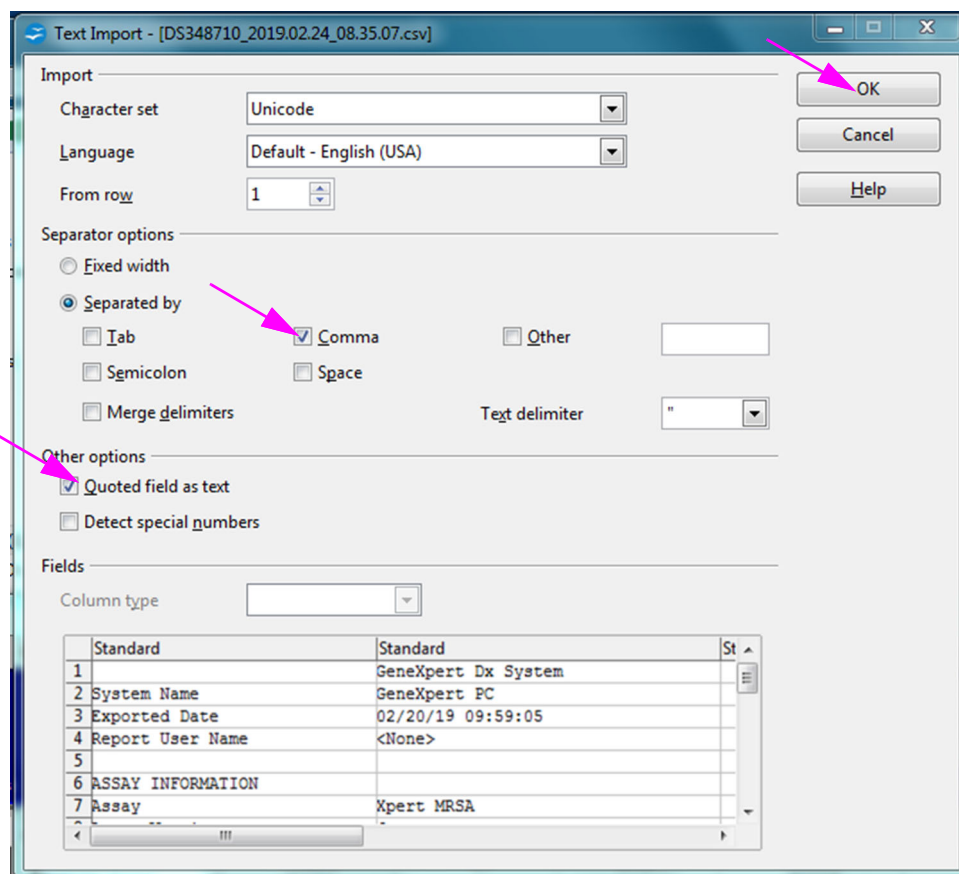 Text Import - [DS348710_2019.02.24_08.35.07.csv]
Import
OK
Character set Unicode
Cancel
Language Default - English (USA)
Help
From row 1
Separator options
Fixed width
Separated by
Tab Comma Other
Semicolon Space
Merge delimiters Text delimiter "
Other options
Quoted field as text
Detect special numbers
Fields
Column type
Standard Standard St
1 GeneXpert Dx System
2 System Name GeneXpert PC
3 Exported Date 02/20/19 09:59:05
4 Report User Name <None>
5
6 ASSAY INFORMATION
7 Assay Xpert MRSA